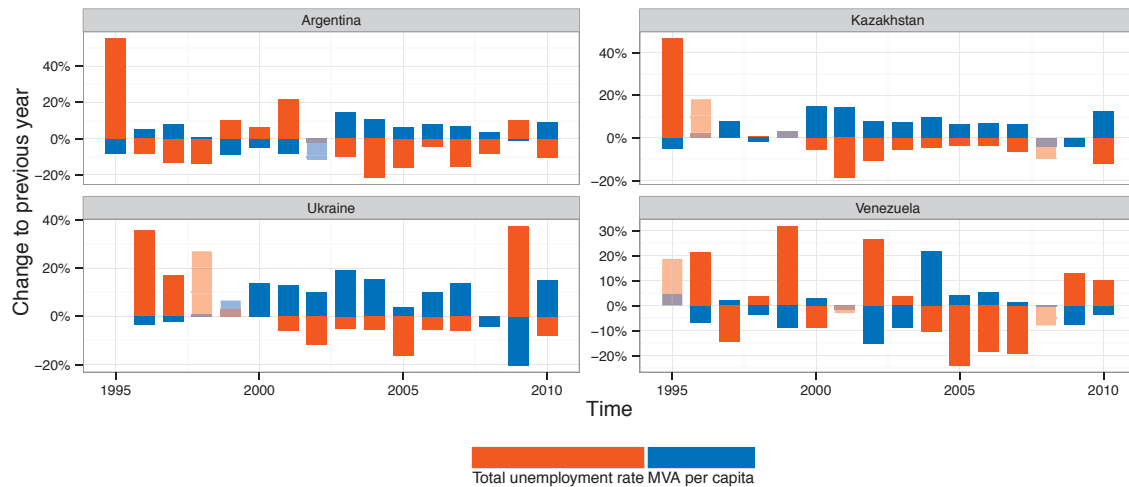 Argentina
Kazakhstan
Change to previous year
40%
20%
0%
−20%
40%
20%
0%
−20%
Ukraine
Venezuela
40%
20%
0%
−20%
30%
20%
10%
0%
−10%
−20%
1995 2000 2005 2010
1995 2000 2005 2010
Time
Total unemployment rate MVA per capita